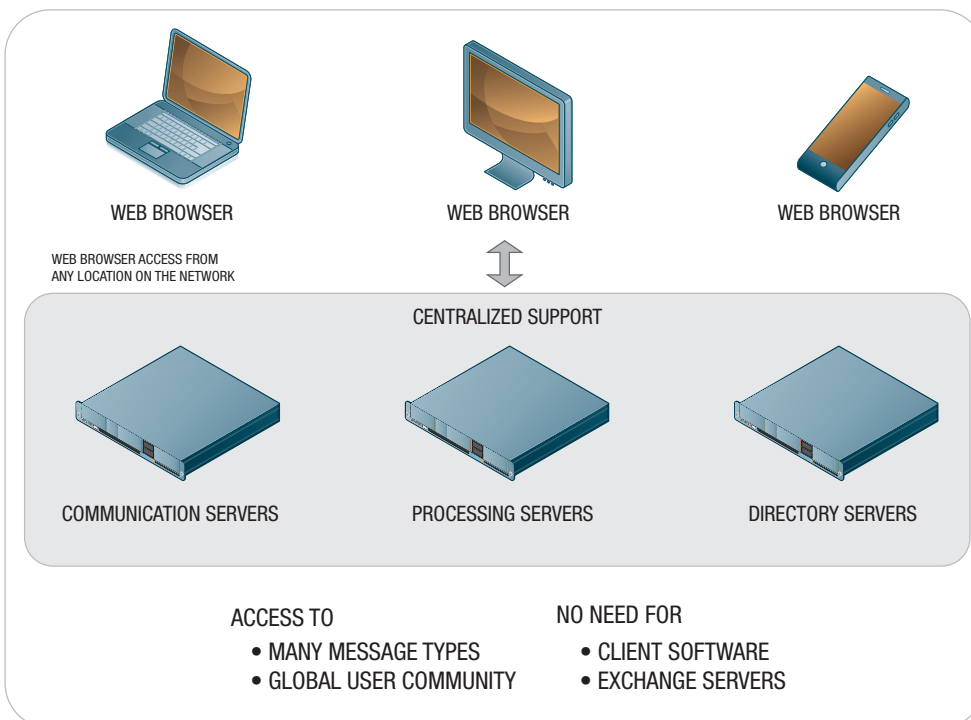 WEB BROWSER
WEB BROWSER
WEB BROWSER
WEB BROWSER ACCESS FROM
ANY LOCATION ON THE NETWORK
CENTRALIZED SUPPORT
COMMUNICATION SERVERS
PROCESSING SERVERS
DIRECTORY SERVERS
ACCESS TO
• MANY MESSAGE TYPES
• GLOBAL USER COMMUNITY
NO NEED FOR
• CLIENT SOFTWARE
• EXCHANGE SERVERS